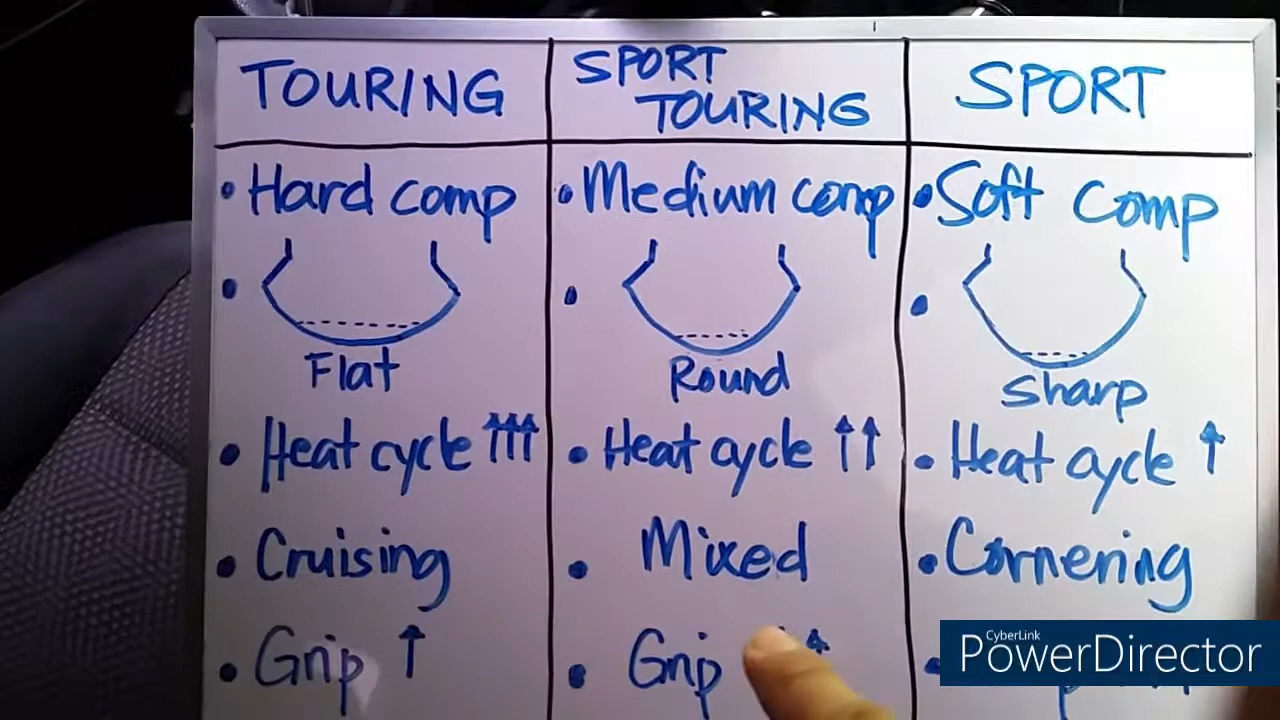 TOURING
SPORT TOURING
SPORT
• Hard comp
• Medium comp
• Soft comp
Flat
Round
Sharp
• Heat cycle ↑↑↑
• Heat cycle ↑↑
• Heat cycle ↑
• Cruising
• Mixed
• Cornering
• Grip ↑
• Grip
CyberLink
PowerDirector